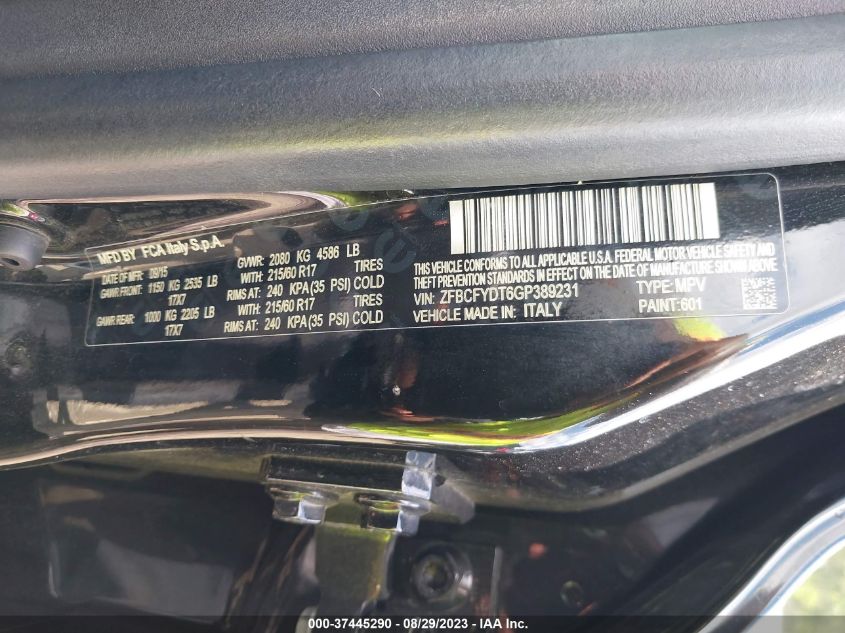 MFD BY FCA Italy S.p.A.
DATE OF MFR 09/15 GVWR: 2080 KG 4586 LB
GAWR FRONT: 1150 KG 2535 LB WITH: 215/60 R17 TIRES
17X7 RIMS AT: 240 KPA (35 PSI) COLD
GAWR REAR: 1000 KG 2205 LB WITH: 215/60 R17 TIRES
17X7 RIMS AT: 240 KPA (35 PSI) COLD
THIS VEHICLE CONFORMS TO ALL APPLICABLE U.S.A. FEDERAL MOTOR VEHICLE SAFETY AND
THEFT PREVENTION STANDARDS IN EFFECT ON THE DATE OF MANUFACTURE SHOWN ABOVE.
VIN: ZFBCFYDT6GP389231 TYPE: MPV
VEHICLE MADE IN: ITALY PAINT:601
000-37445290 - 08/29/2023 - IAA Inc.